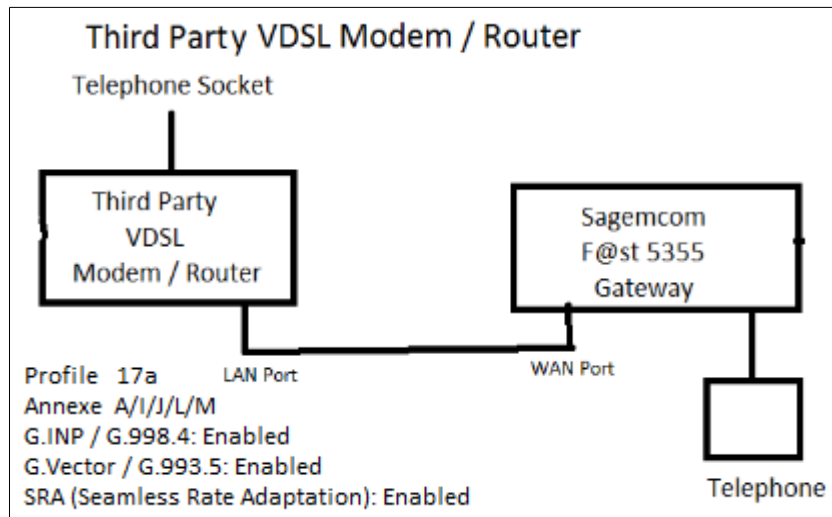 Third Party VDSL Modem / Router
Telephone Socket
Third Party
VDSL
Modem / Router
Sagemcom
F@st 5355
Gateway
LAN Port
WAN Port
Profile 17a
Annexe A/I/J/L/M
G.INP / G.998.4: Enabled
G.Vector / G.993.5: Enabled
SRA (Seamless Rate Adaptation): Enabled
Telephone